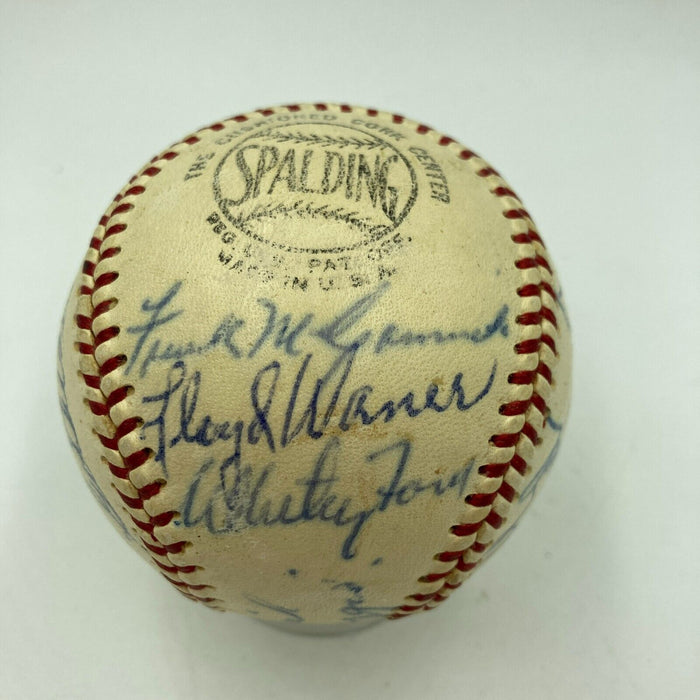 THE CUSHIONED CORK CENTER
SPALDING
REG. U.S. PAT. OFF.
MADE IN U.S.A.
Frank McCormick
Lloyd Waner
Whitey Ford